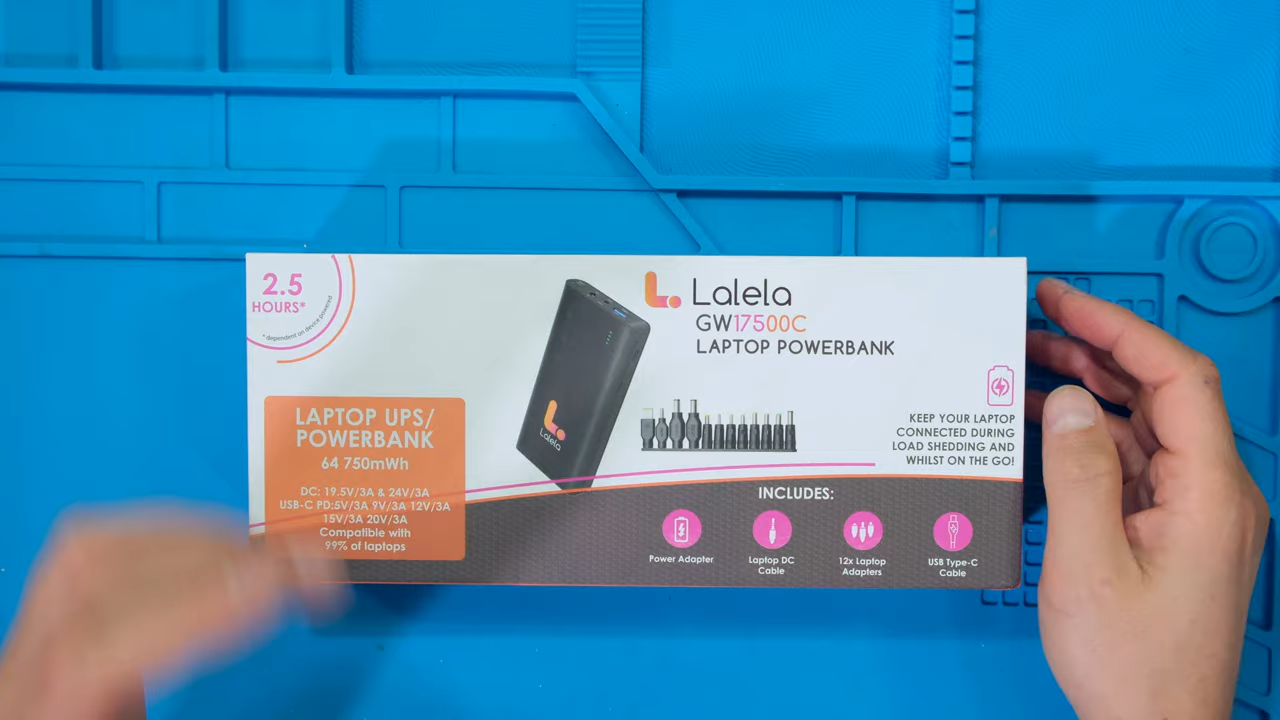 2.5
HOURS*
* dependent on device powered
LAPTOP UPS/
POWERBANK
64 750mWh
DC: 19.5V/3A & 24V/3A
USB-C PD:5V/3A 9V/3A 12V/3A
15V/3A 20V/3A
Compatible with
99% of laptops
Lalela
Lalela
GW17500C
LAPTOP POWERBANK
KEEP YOUR LAPTOP
CONNECTED DURING
LOAD SHEDDING AND
WHILST ON THE GO!
INCLUDES:
Power Adapter
Laptop DC
Cable
12x Laptop
Adapters
USB Type-C
Cable